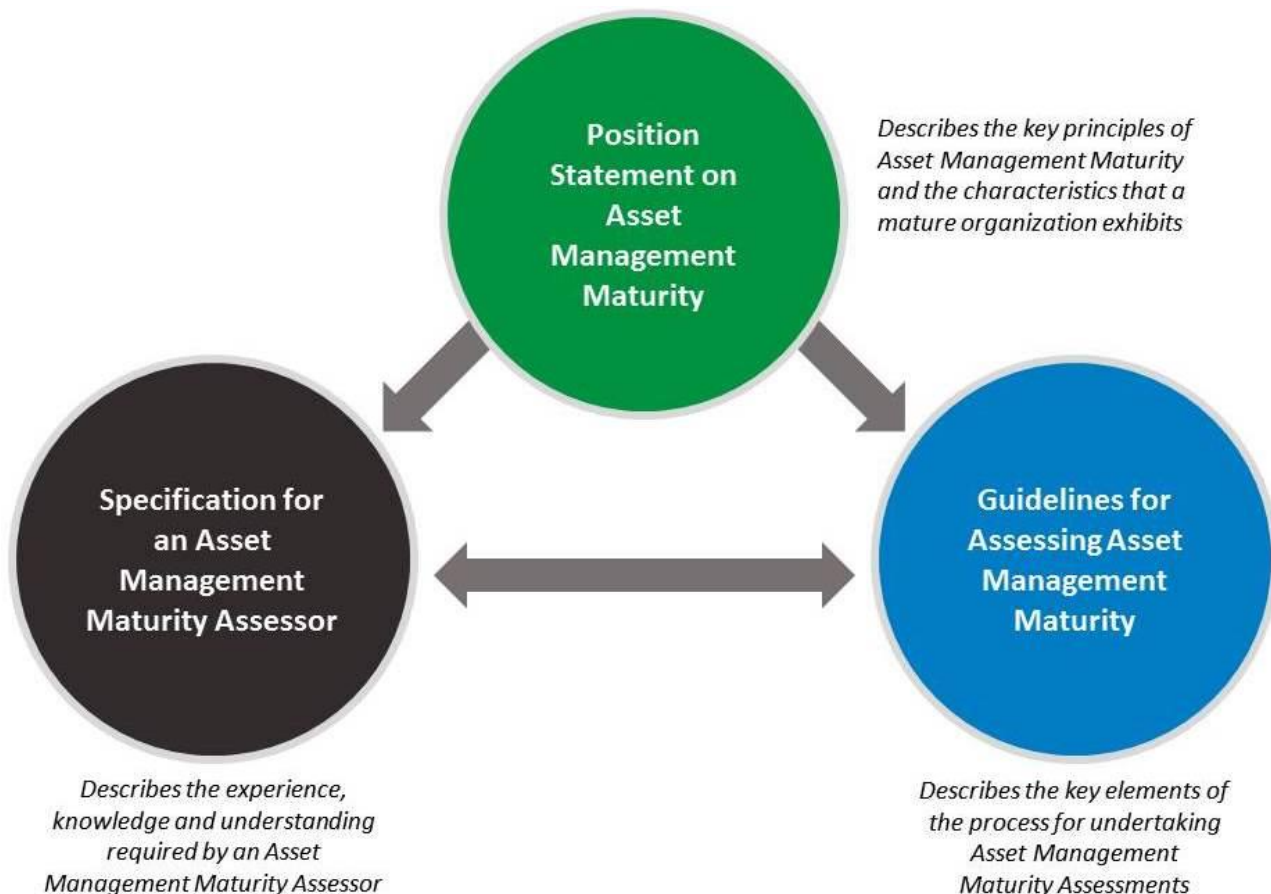 Position
Statement on
Asset
Management
Maturity
Describes the key principles of
Asset Management Maturity
and the characteristics that a
mature organization exhibits
Specification for
an Asset
Management
Maturity Assessor
Guidelines for
Assessing Asset
Management
Maturity
Describes the experience,
knowledge and understanding
required by an Asset
Management Maturity Assessor
Describes the key elements of
the process for undertaking
Asset Management
Maturity Assessments